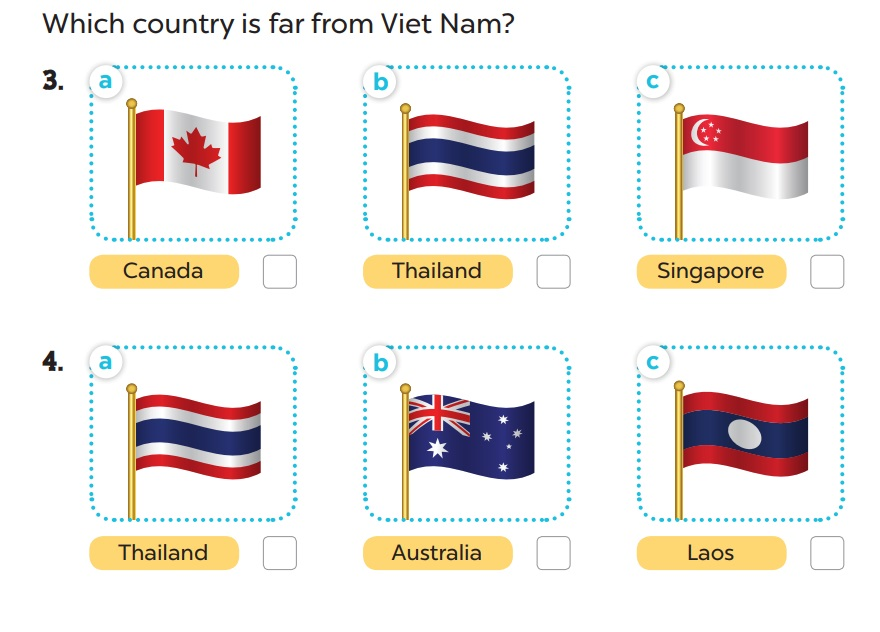 Which country is far from Viet Nam?
3. a b c
Canada Thailand Singapore
4. a b c
Thailand Australia Laos